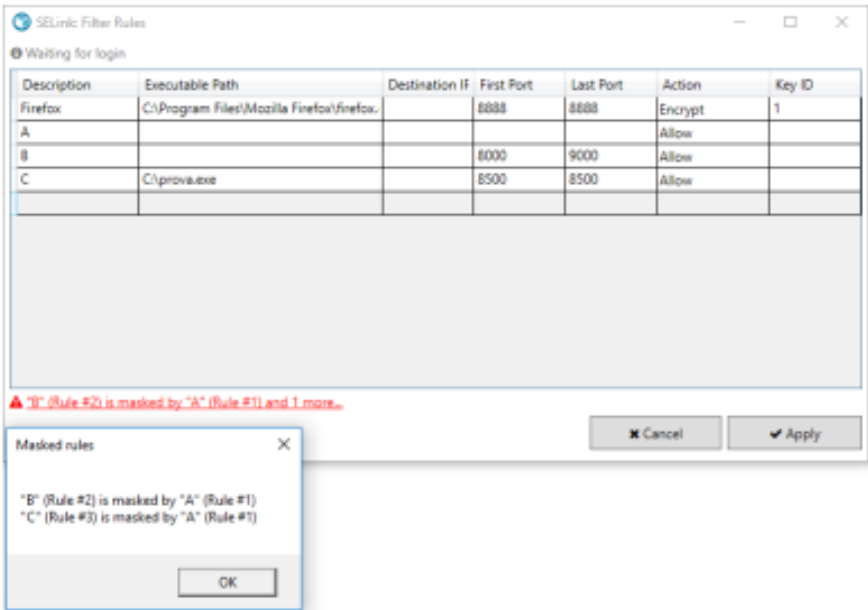 SELink Filter Rules
Waiting for login
Description Executable Path Destination IF First Port Last Port Action Key ID
Firefox C:\Program Files\Mozilla Firefox\firefox. 8888 8888 Encrypt 1
A Allow
B 8000 9000 Allow
C C:\prova.exe 8500 8500 Allow
"B" (Rule #2) is masked by "A" (Rule #1) and 1 more...
Cancel Apply
Masked rules
"B" (Rule #2) is masked by "A" (Rule #1)
"C" (Rule #3) is masked by "A" (Rule #1)
OK